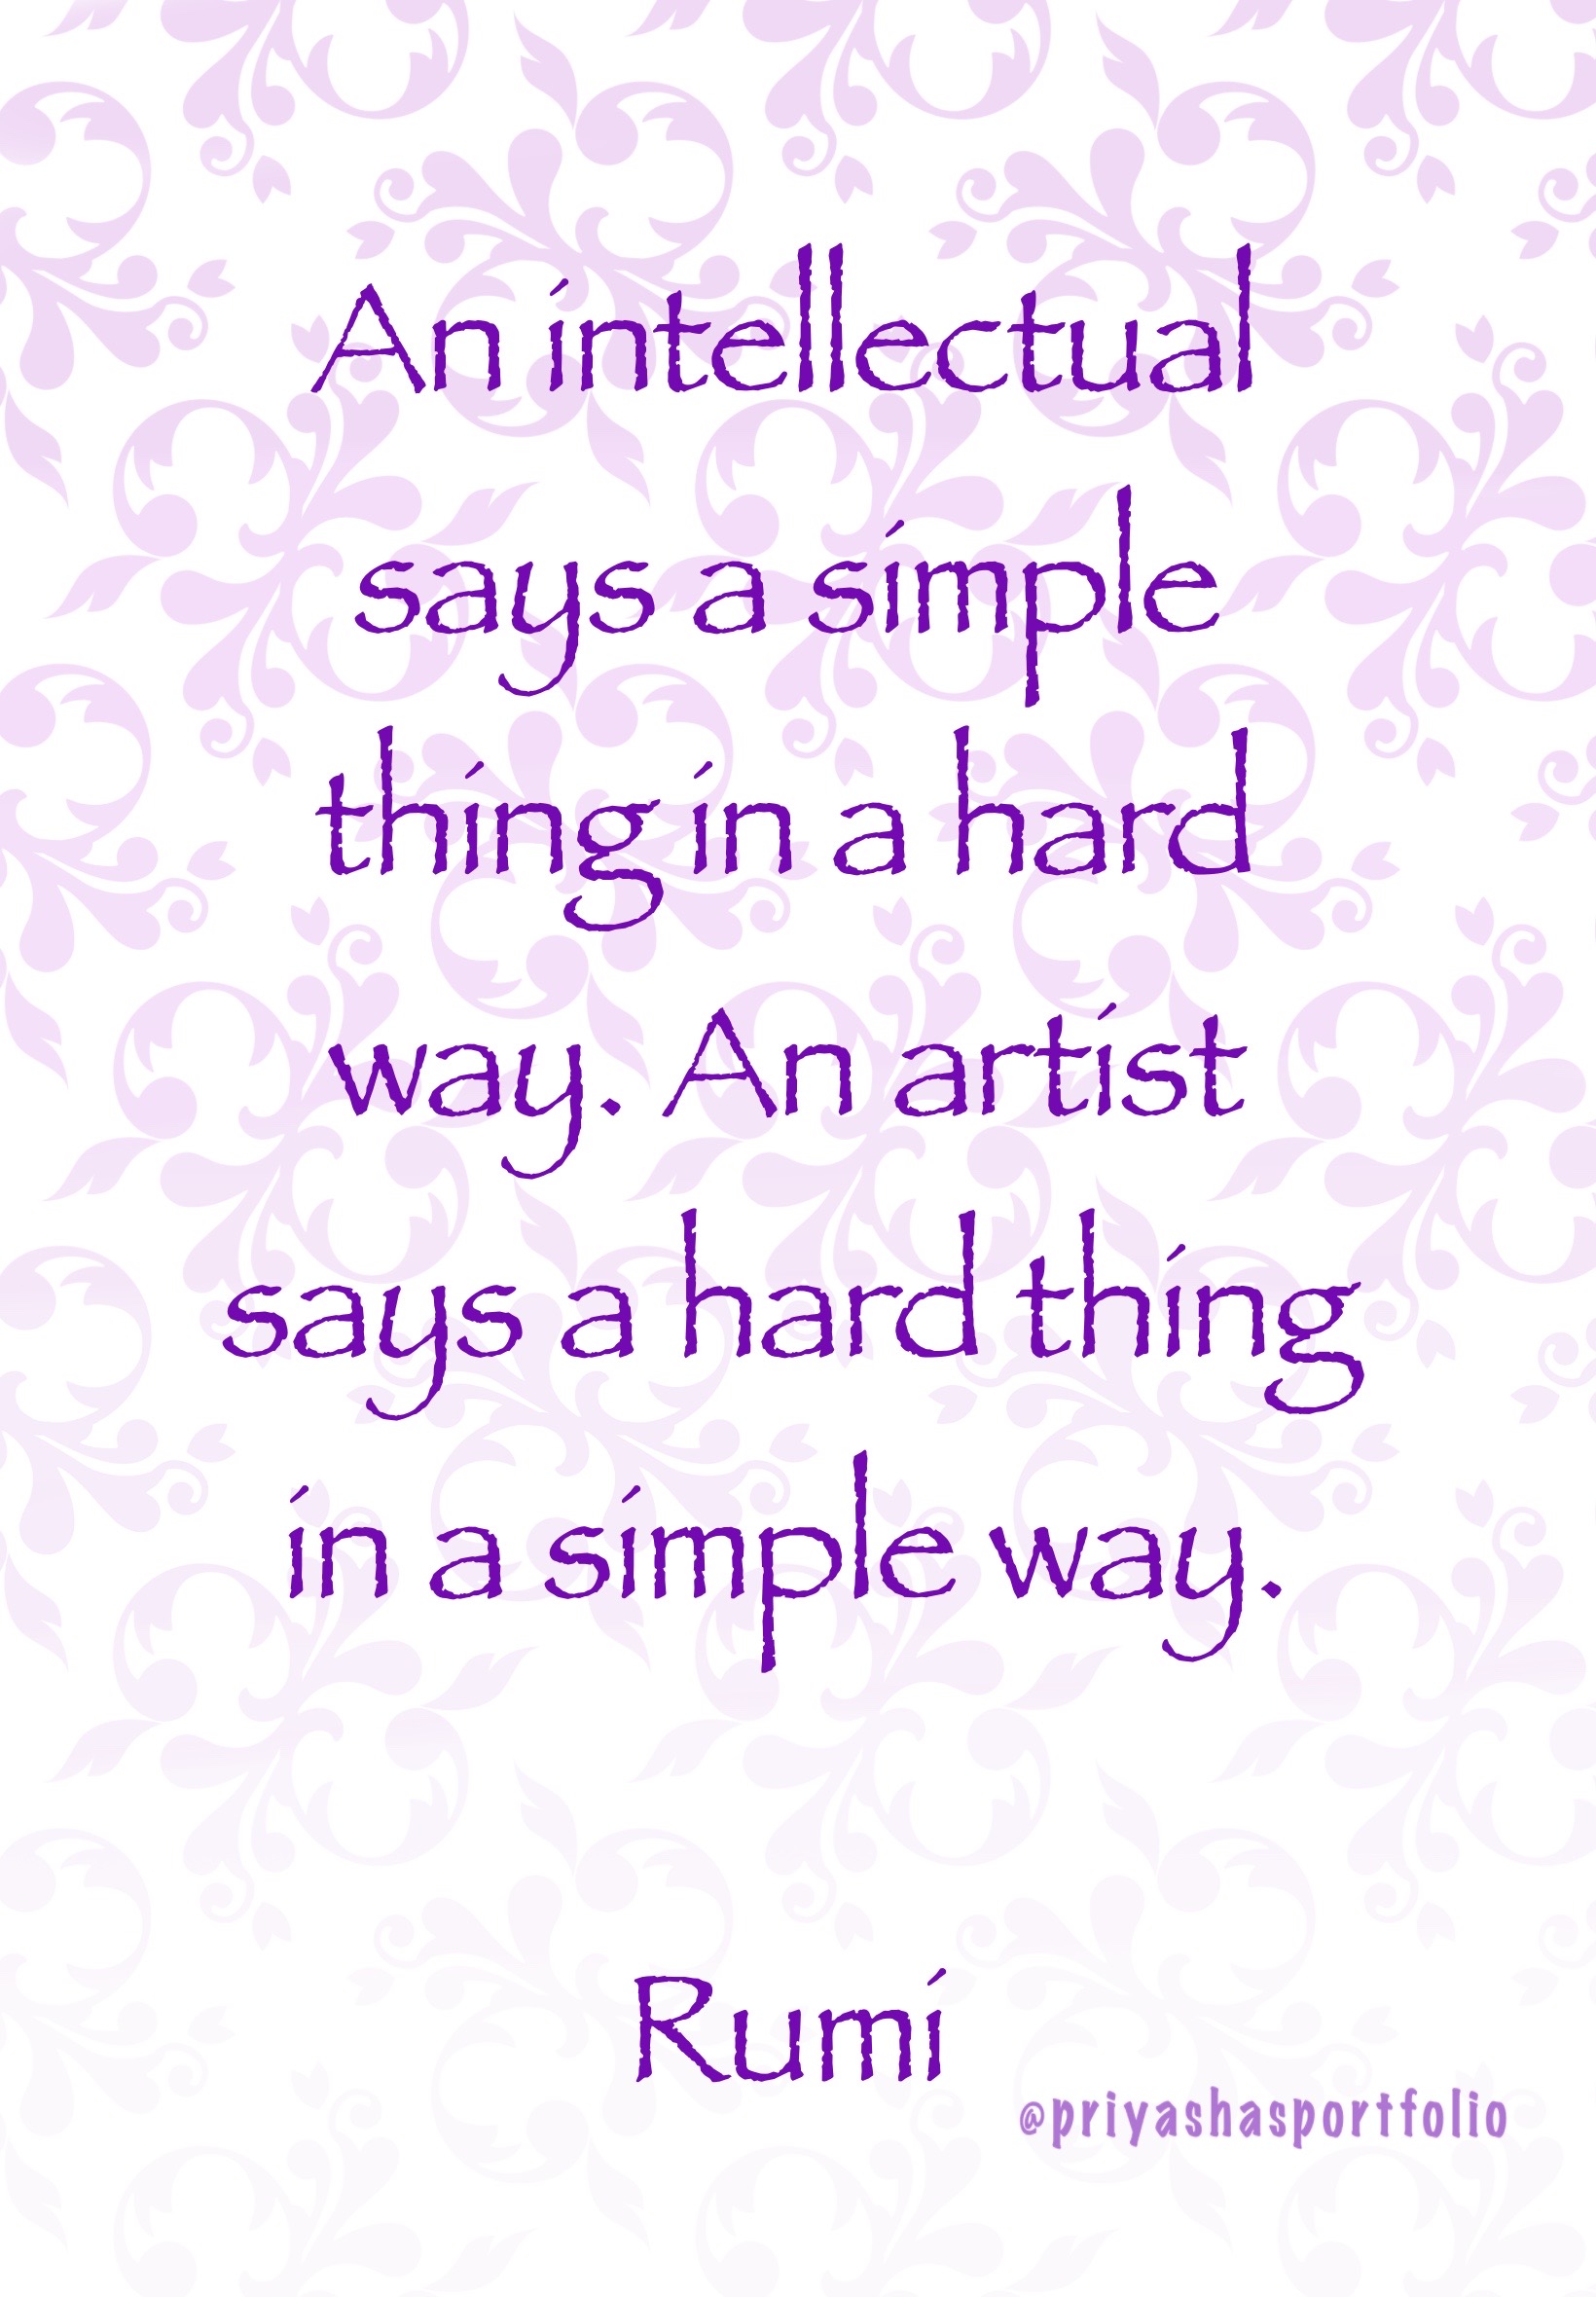 An intellectual
says a simple
thing in a hard
way. An artist
says a hard thing
in a simple way.
Rumi
@priyashasportfolio